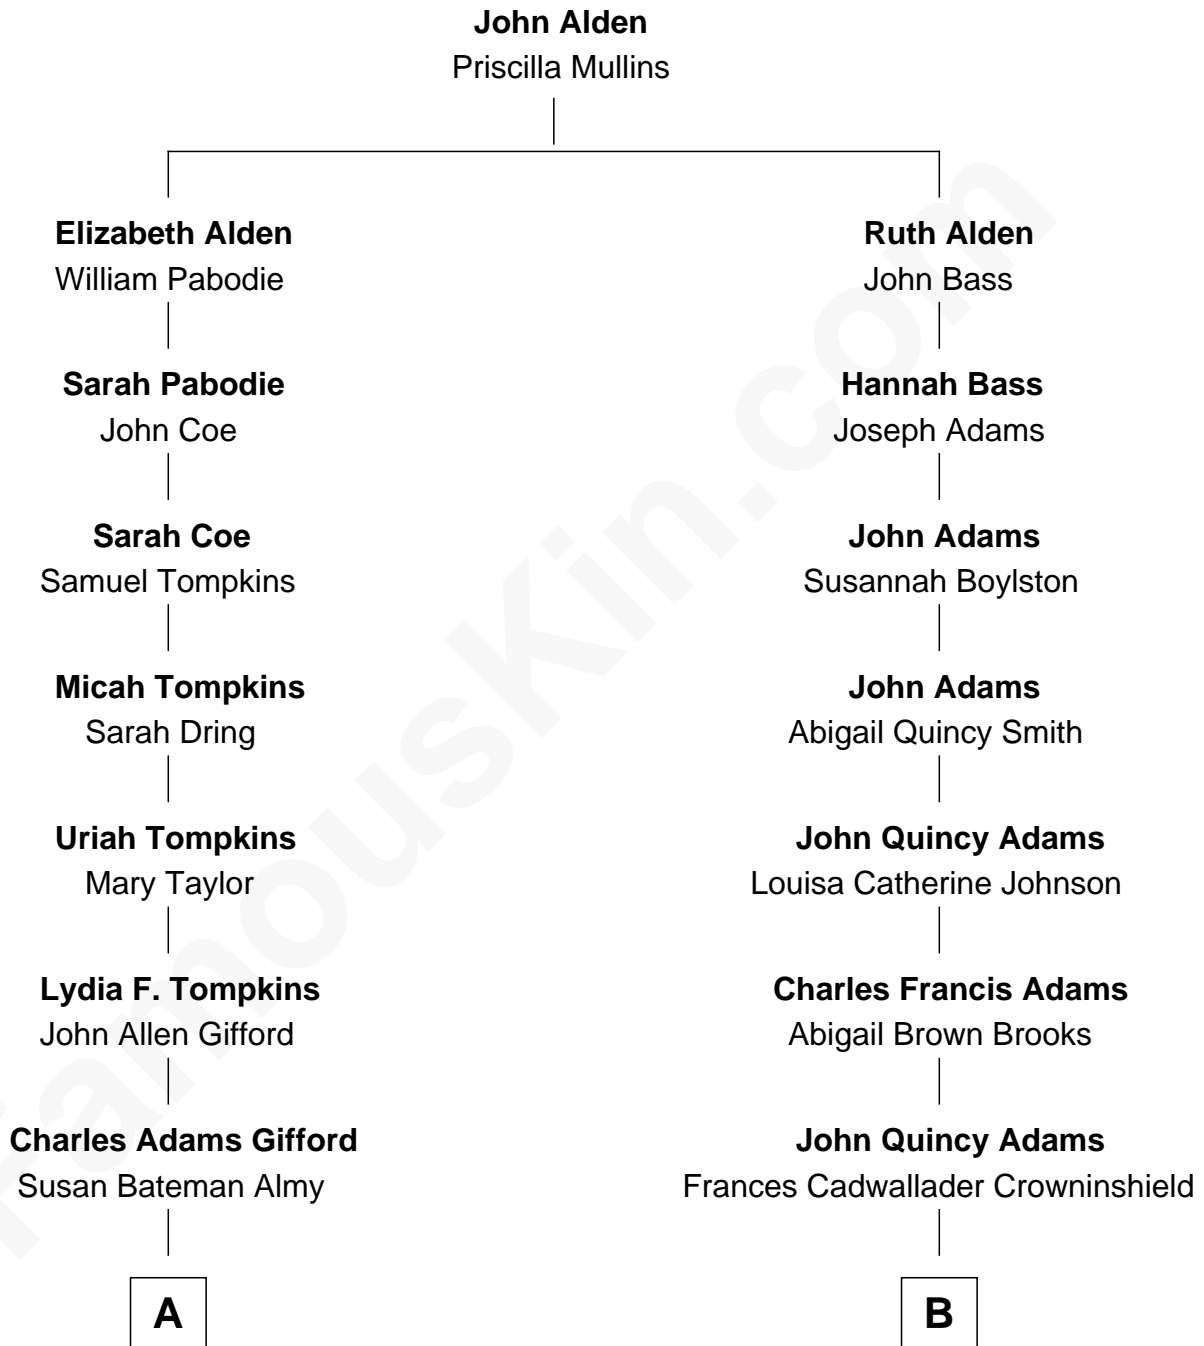 John Alden
Priscilla Mullins
Elizabeth Alden
William Pabodie
Ruth Alden
John Bass
Sarah Pabodie
John Coe
Hannah Bass
Joseph Adams
Sarah Coe
Samuel Tompkins
John Adams
Susannah Boylston
Micah Tompkins
Sarah Dring
John Adams
Abigail Quincy Smith
Uriah Tompkins
Mary Taylor
John Quincy Adams
Louisa Catherine Johnson
Lydia F. Tompkins
John Allen Gifford
Charles Francis Adams
Abigail Brown Brooks
Charles Adams Gifford
Susan Bateman Almy
John Quincy Adams
Frances Cadwallader Crowninshield
A
B
FamousKin.com